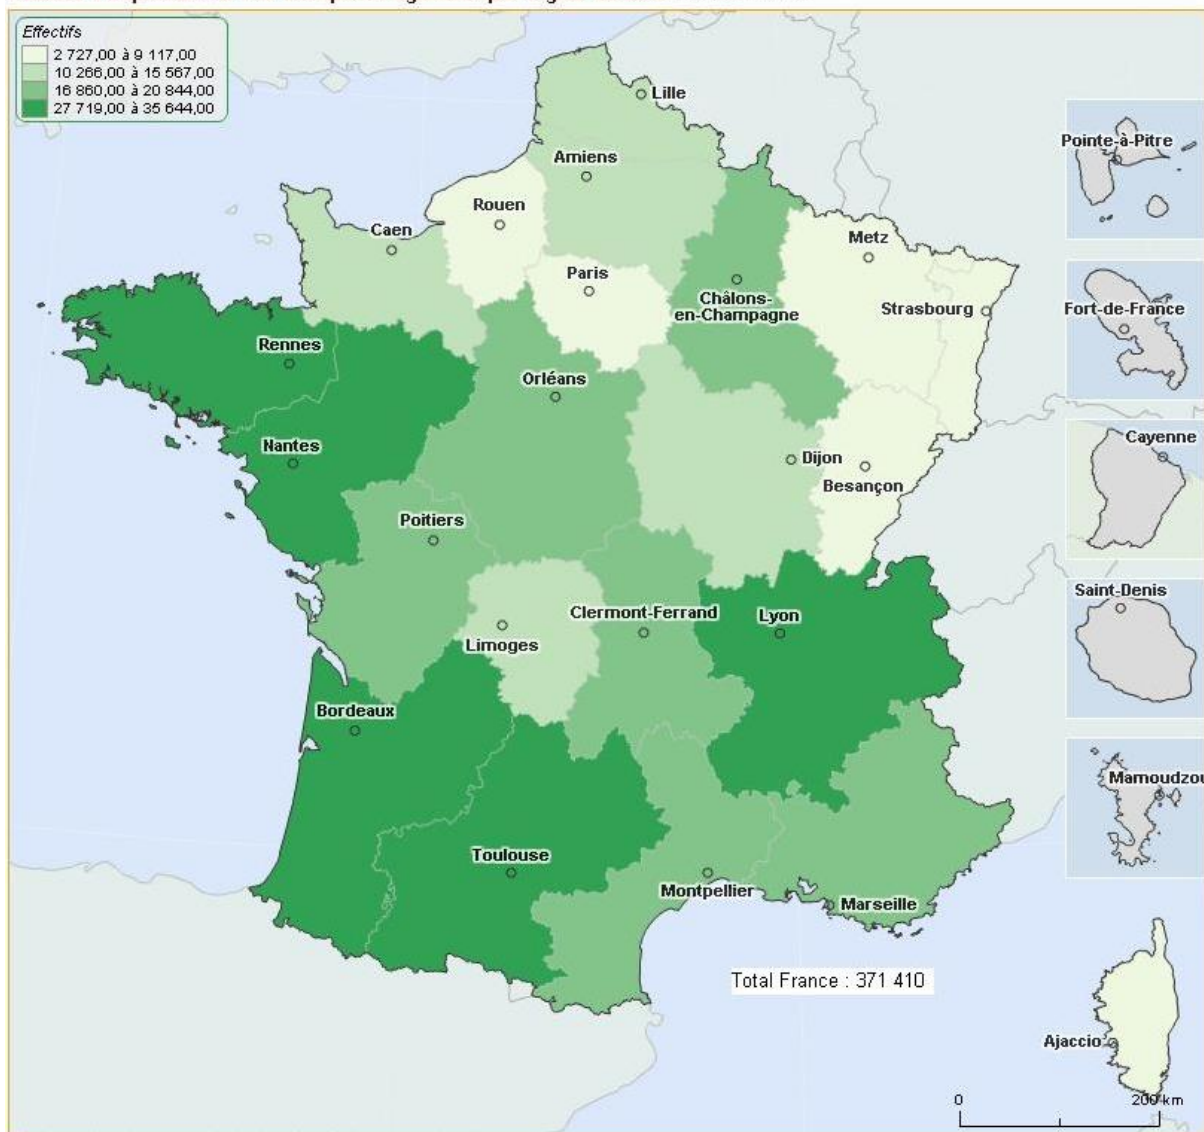 Effectifs
2 727,00 à 9 117,00
10 266,00 à 15 567,00
16 860,00 à 20 844,00
27 719,00 à 35 644,00
Lille
Amiens
Pointe-à-Pitre
Rouen
Caen
Metz
Paris
Châlons-
en-Champagne
Strasbourg
Fort-de-France
Rennes
Orléans
Nantes
Cayenne
Dijon
Besançon
Poitiers
Saint-Denis
Clermont-Ferrand
Lyon
Limoges
Bordeaux
Mamoudzou
Toulouse
Montpellier
Marseille
Total France : 371 410
Ajaccio
0
200 km